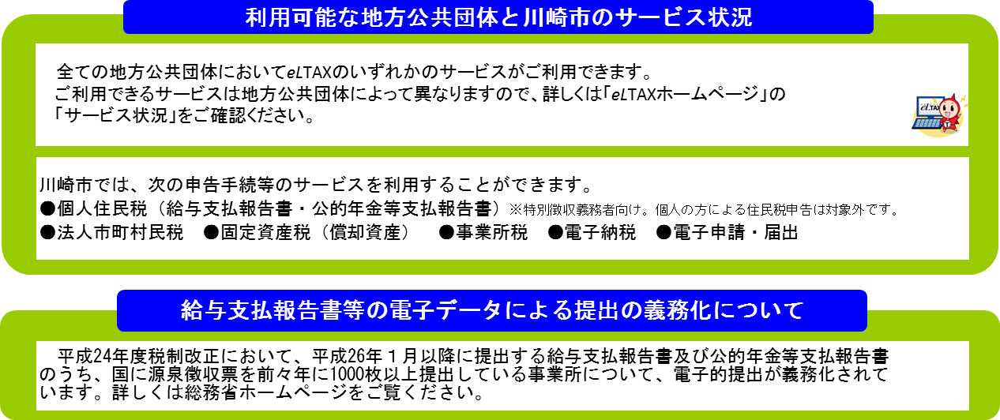 利用可能な地方公共団体と川崎市のサービス状況
全ての地方公共団体においてeLTAXのいずれかのサービスがご利用できます。
ご利用できるサービスは地方公共団体によって異なりますので、詳しくは「eLTAXホームページ」の
「サービス状況」をご確認ください。
eLTAX
川崎市では、次の申告手続等のサービスを利用することができます。
●個人住民税（給与支払報告書・公的年金等支払報告書）※特別徴収義務者向け。個人の方による住民税申告は対象外です。
●法人市町村民税　●固定資産税（償却資産）　●事業所税　●電子納税　●電子申請・届出
給与支払報告書等の電子データによる提出の義務化について
平成24年度税制改正において、平成26年１月以降に提出する給与支払報告書及び公的年金等支払報告書
のうち、国に源泉徴収票を前々年に1000枚以上提出している事業所について、電子的提出が義務化されて
います。詳しくは総務省ホームページをご覧ください。